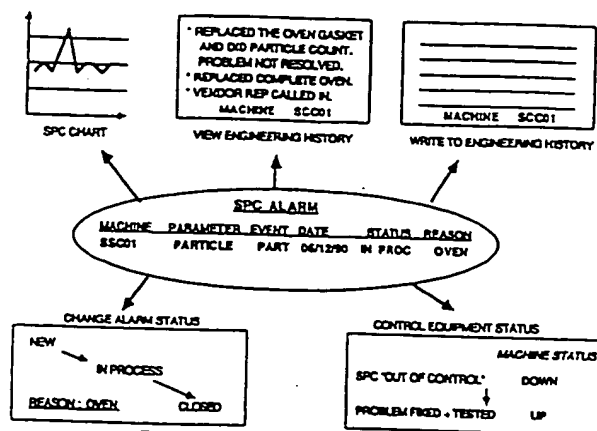 * REPLACED THE OVEN GASKET
AND DID PARTICLE COUNT.
PROBLEM NOT RESOLVED.
* REPLACED COMPLETE OVEN.
* VENDOR REP CALLED IN.
MACHINE SCC01
MACHINE SCC01
SPC CHART
VIEW ENGINEERING HISTORY
WRITE TO ENGINEERING HISTORY
SPC ALARM
MACHINE PARAMETER EVENT DATE STATUS REASON
SSC01 PARTICLE PART 06/12/90 IN PROC OVEN
CHANGE ALARM STATUS
NEW
IN PROCESS
REASON : OVEN CLOSED
CONTROL EQUIPMENT STATUS
MACHINE STATUS
SPC "OUT OF CONTROL" DOWN
PROBLEM FIXED + TESTED UP